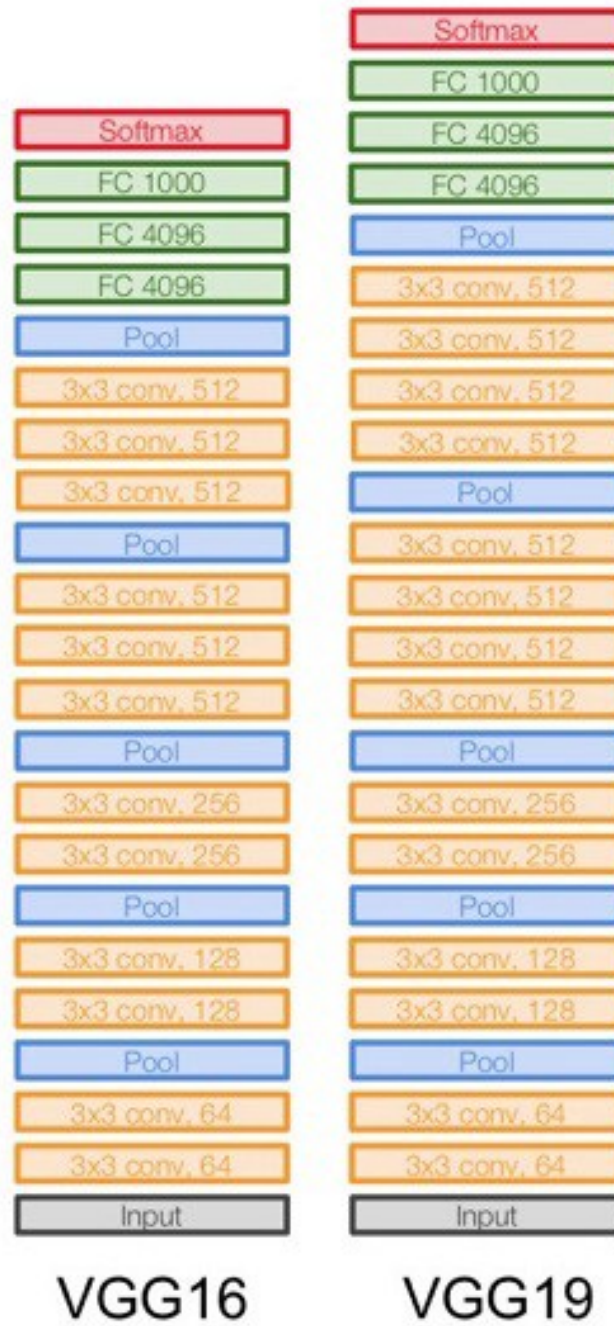 Softmax
FC 1000
FC 4096
FC 4096
Pool
3x3 conv, 512
3x3 conv, 512
3x3 conv, 512
Pool
3x3 conv, 512
3x3 conv, 512
3x3 conv, 512
Pool
3x3 conv, 256
3x3 conv, 256
Pool
3x3 conv, 128
3x3 conv, 128
Pool
3x3 conv, 64
3x3 conv, 64
Input
VGG16
Softmax
FC 1000
FC 4096
FC 4096
Pool
3x3 conv, 512
3x3 conv, 512
3x3 conv, 512
3x3 conv, 512
Pool
3x3 conv, 512
3x3 conv, 512
3x3 conv, 512
3x3 conv, 512
Pool
3x3 conv, 256
3x3 conv, 256
Pool
3x3 conv, 128
3x3 conv, 128
Pool
3x3 conv, 64
3x3 conv, 64
Input
VGG19